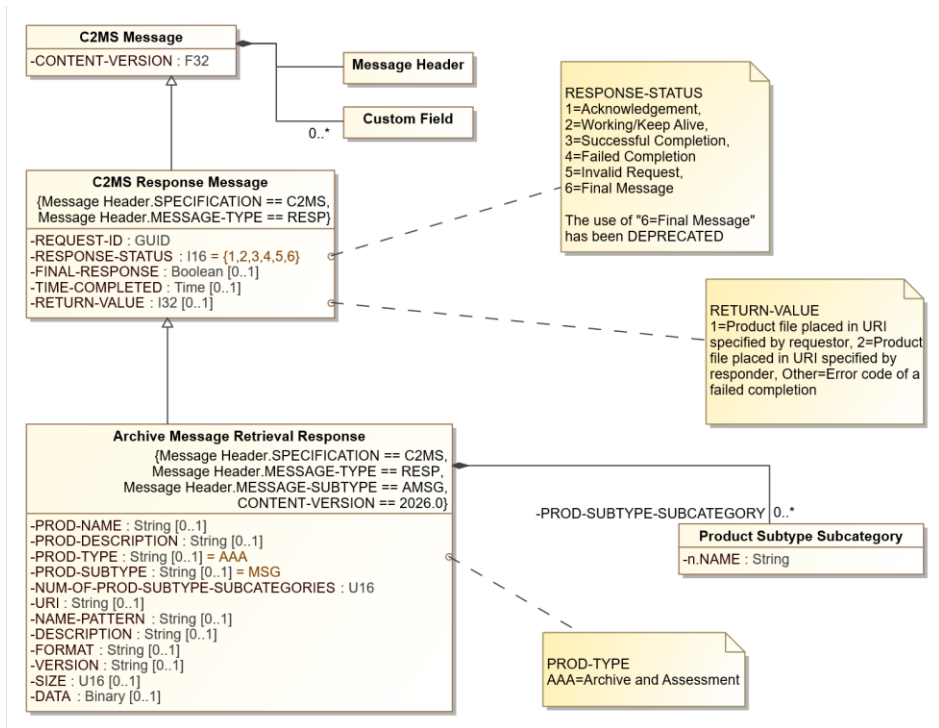 C2MS Message
-CONTENT-VERSION : F32
Message Header
Custom Field
0..*
RESPONSE-STATUS
1=Acknowledgement,
2=Working/Keep Alive,
3=Successful Completion,
4=Failed Completion
5=Invalid Request,
6=Final Message
The use of "6=Final Message"
has been DEPRECATED
C2MS Response Message
{Message Header.SPECIFICATION == C2MS,
Message Header.MESSAGE-TYPE == RESP}
-REQUEST-ID : GUID
-RESPONSE-STATUS : I16 = {1,2,3,4,5,6}
-FINAL-RESPONSE : Boolean [0..1]
-TIME-COMPLETED : Time [0..1]
-RETURN-VALUE : I32 [0..1]
RETURN-VALUE
1=Product file placed in URI
specified by requestor, 2=Product
file placed in URI specified by
responder, Other=Error code of a
failed completion
Archive Message Retrieval Response
{Message Header.SPECIFICATION == C2MS,
Message Header.MESSAGE-TYPE == RESP,
Message Header.MESSAGE-SUBTYPE == AMSG,
CONTENT-VERSION == 2026.0}
-PROD-NAME : String [0..1]
-PROD-DESCRIPTION : String [0..1]
-PROD-TYPE : String [0..1] = AAA
-PROD-SUBTYPE : String [0..1] = MSG
-NUM-OF-PROD-SUBTYPE-SUBCATEGORIES : U16
-URI : String [0..1]
-NAME-PATTERN : String [0..1]
-DESCRIPTION : String [0..1]
-FORMAT : String [0..1]
-VERSION : String [0..1]
-SIZE : U16 [0..1]
-DATA : Binary [0..1]
-PROD-SUBTYPE-SUBCATEGORY 0..*
Product Subtype Subcategory
-n.NAME : String
PROD-TYPE
AAA=Archive and Assessment